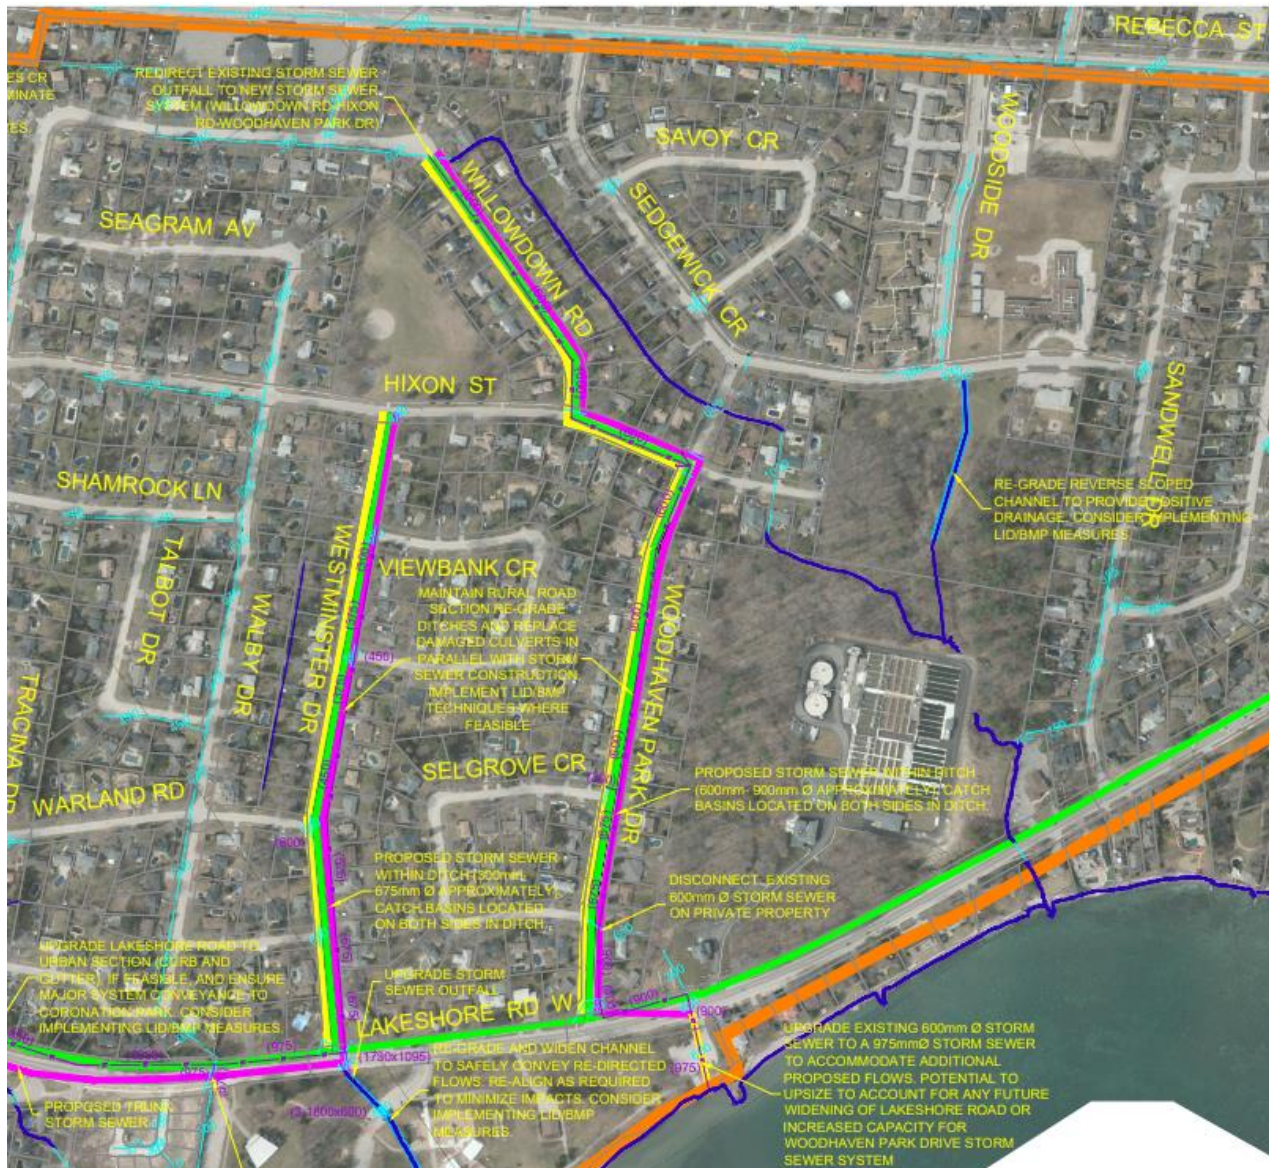 REBECCA ST
ES CR
MINATE
ES.
REDIRECT EXISTING STORM SEWER
OUTFALL TO NEW STORM SEWER
SYSTEM (WILLOWDOWN RD-HIXON
RD-WOODHAVEN PARK DR)
WOODSIDE DR
SAVOY CR
WILLOWDOWN RD
SEDGEWICK CR
SEAGRAM AV
HIXON ST
SANDWELL DR
SHAMROCK LN
RE-GRADE REVERSE SLOPED
CHANNEL TO PROVIDE POSITIVE
DRAINAGE. CONSIDER IMPLEMENTING
LID/BMP MEASURES
WESTMINSTER DR
TALBOT DR
VIEWBANK CR
MAINTAIN RURAL ROAD
SECTION RE-GRADE
DITCHES AND REPLACE
DAMAGED CULVERTS IN
PARALLEL WITH STORM
SEWER CONSTRUCTION
IMPLEMENT LID/BMP
TECHNIQUES WHERE
FEASIBLE
(450)
WALBY DR
WOODHAVEN PARK DR
TRACINA DR
SELGROVE CR
WARLAND RD
PROPOSED STORM SEWER WITHIN DITCH
(600mm- 900mm Ø APPROXIMATELY). CATCH
BASINS LOCATED ON BOTH SIDES IN DITCH.
(600)
PROPOSED STORM SEWER
WITHIN DITCH (300mm-
675mm Ø APPROXIMATELY).
CATCH BASINS LOCATED
ON BOTH SIDES IN DITCH
DISCONNECT EXISTING
600mm Ø STORM SEWER
ON PRIVATE PROPERTY
UPGRADE LAKESHORE ROAD TO
URBAN SECTION (CURB AND
GUTTER), IF FEASIBLE, AND ENSURE
MAJOR SYSTEM CONVEYANCE TO
CORONATION PARK. CONSIDER
IMPLEMENTING LID/BMP MEASURES.
UPGRADE STORM
SEWER OUTFALL
LAKESHORE RD W
(900)
(900)
(975)
(975)
(1730x1095)
RE-GRADE AND WIDEN CHANNEL
TO SAFELY CONVEY RE-DIRECTED
FLOWS. RE-ALIGN AS REQUIRED
TO MINIMIZE IMPACTS. CONSIDER
IMPLEMENTING LID/BMP
MEASURES.
(975)
UPGRADE EXISTING 600mm Ø STORM
SEWER TO A 975mmØ STORM SEWER
TO ACCOMMODATE ADDITIONAL
PROPOSED FLOWS. POTENTIAL TO
UPSIZE TO ACCOUNT FOR ANY FUTURE
WIDENING OF LAKESHORE ROAD OR
INCREASED CAPACITY FOR
WOODHAVEN PARK DRIVE STORM
SEWER SYSTEM
PROPOSED TRUNK
STORM SEWER